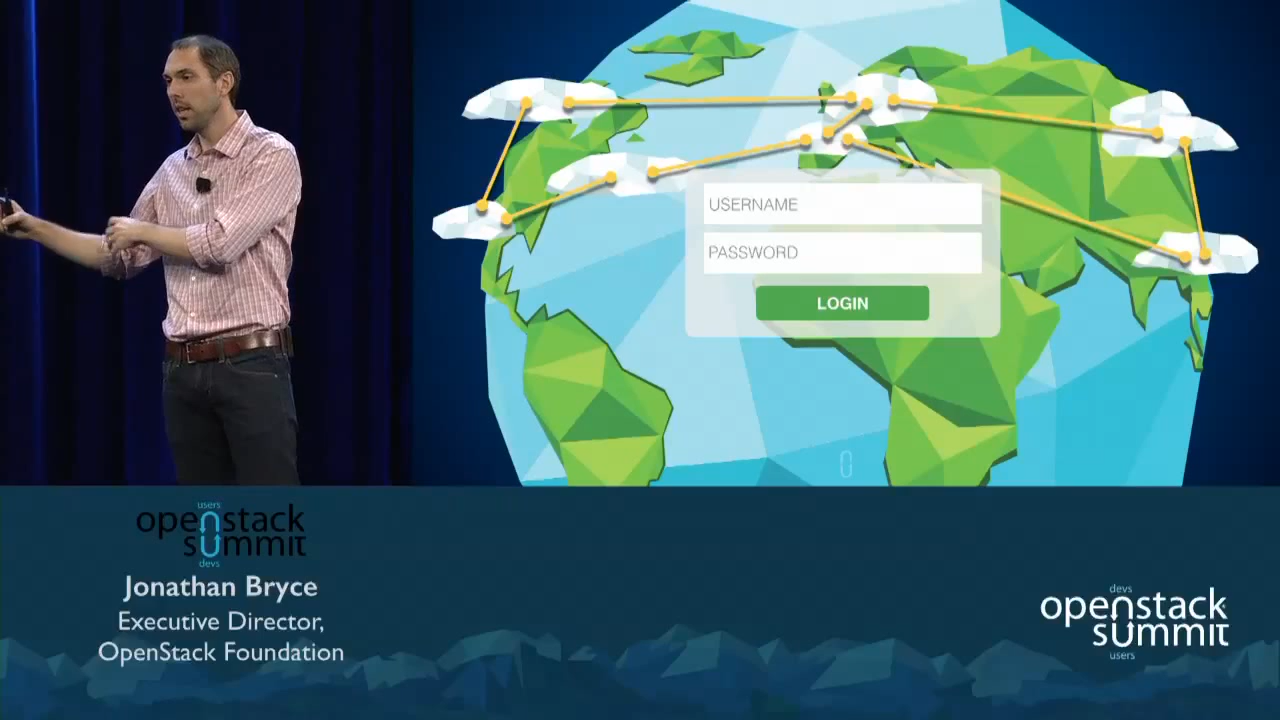 USERNAME
PASSWORD
LOGIN
users
openstack
summit
devs
Jonathan Bryce
Executive Director,
OpenStack Foundation
devs
openstack
summit
users